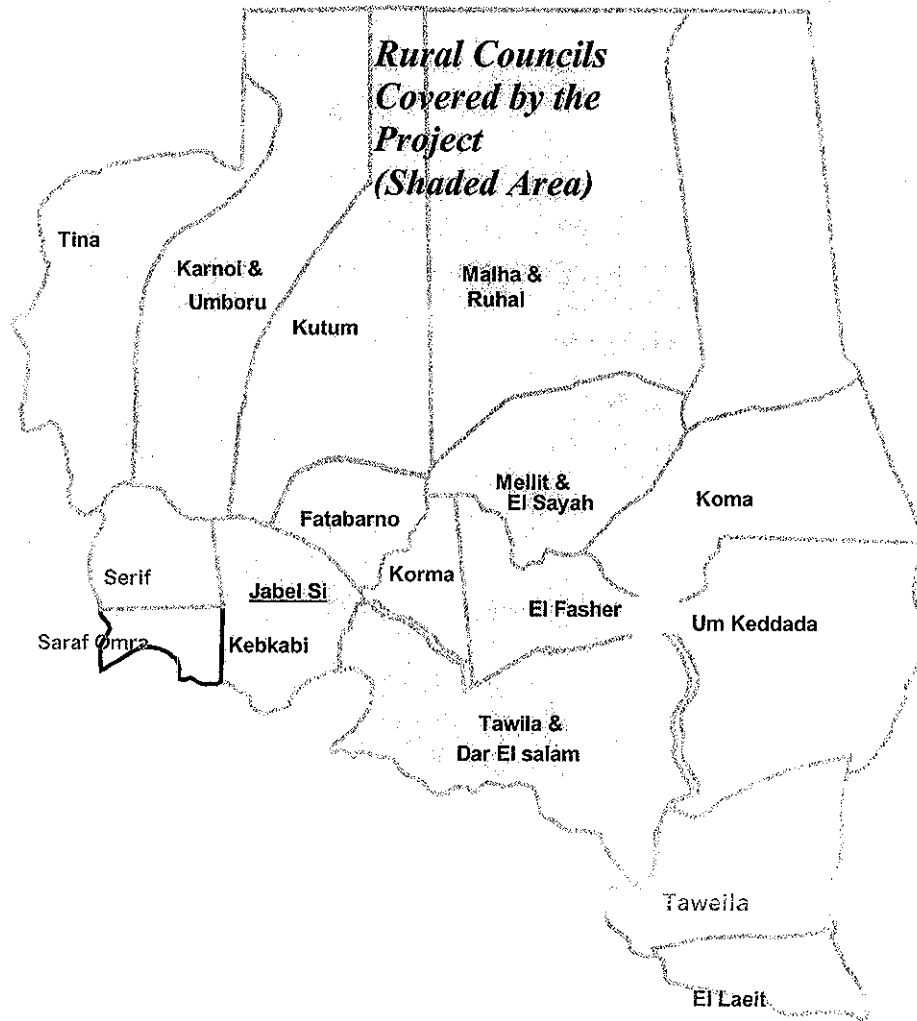 Rural Councils
Covered by the
Project
(Shaded Area)
Tina
Karnoi &
Umboru
Malha &
Ruhal
Kutum
Mellit &
El Sayah
Koma
Fatabarno
Serif
Korma
Jabel Si
El Fasher
Um Keddada
Saraf Omra
Kebkabi
Tawila &
Dar El salam
Taweila
El Laeit